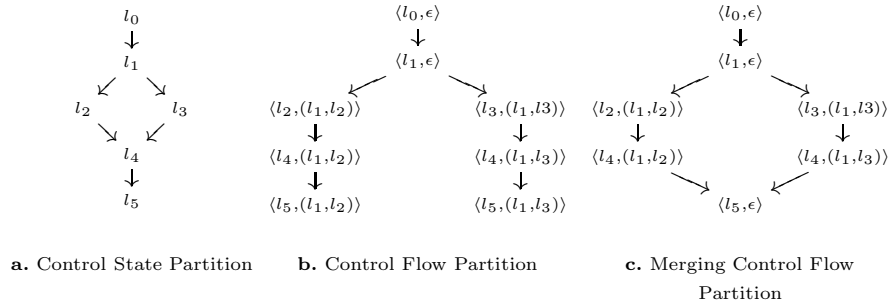 l0
l1
l2 l3
l4
l5
a. Control State Partition
⟨l0,ϵ⟩
⟨l1,ϵ⟩
⟨l2,(l1,l2)⟩ ⟨l3,(l1,l3)⟩
⟨l4,(l1,l2)⟩ ⟨l4,(l1,l3)⟩
⟨l5,(l1,l2)⟩ ⟨l5,(l1,l3)⟩
b. Control Flow Partition
⟨l0,ϵ⟩
⟨l1,ϵ⟩
⟨l2,(l1,l2)⟩ ⟨l3,(l1,l3)⟩
⟨l4,(l1,l2)⟩ ⟨l4,(l1,l3)⟩
⟨l5,ϵ⟩
c. Merging Control Flow
Partition